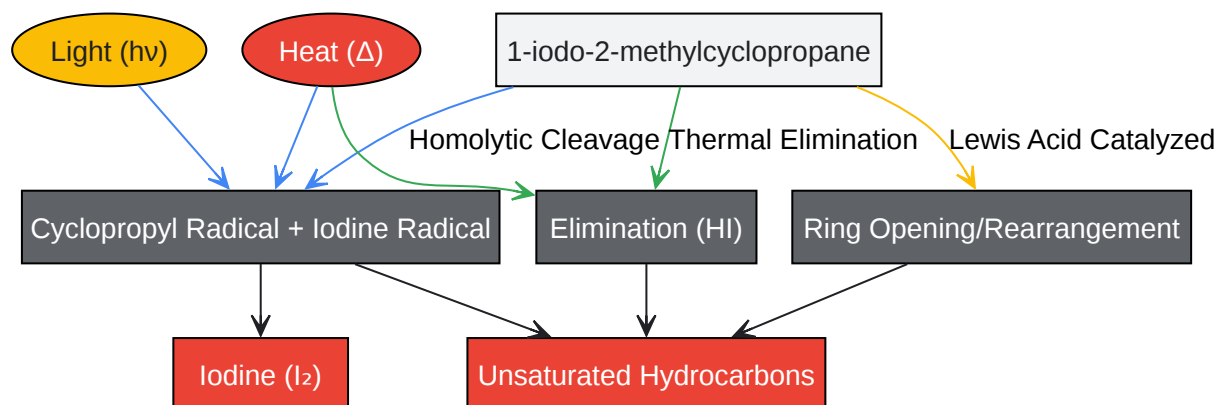 Light (hν)
Heat (Δ)
1-iodo-2-methylcyclopropane
Homolytic Cleavage
Thermal Elimination
Lewis Acid Catalyzed
Cyclopropyl Radical + Iodine Radical
Elimination (HI)
Ring Opening/Rearrangement
Iodine (I₂)
Unsaturated Hydrocarbons